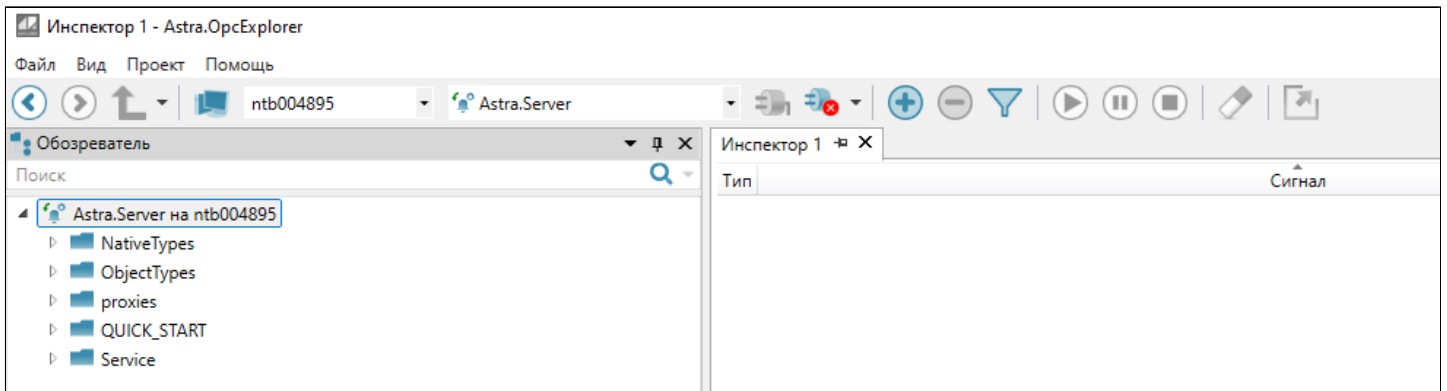 Инспектор 1 - Astra.OpcExplorer
Файл Вид Проект Помощь
ntb004895 Astra.Server
Обозреватель
Инспектор 1
Поиск
Тип Сигнал
Astra.Server на ntb004895
NativeTypes
ObjectTypes
proxies
QUICK_START
Service